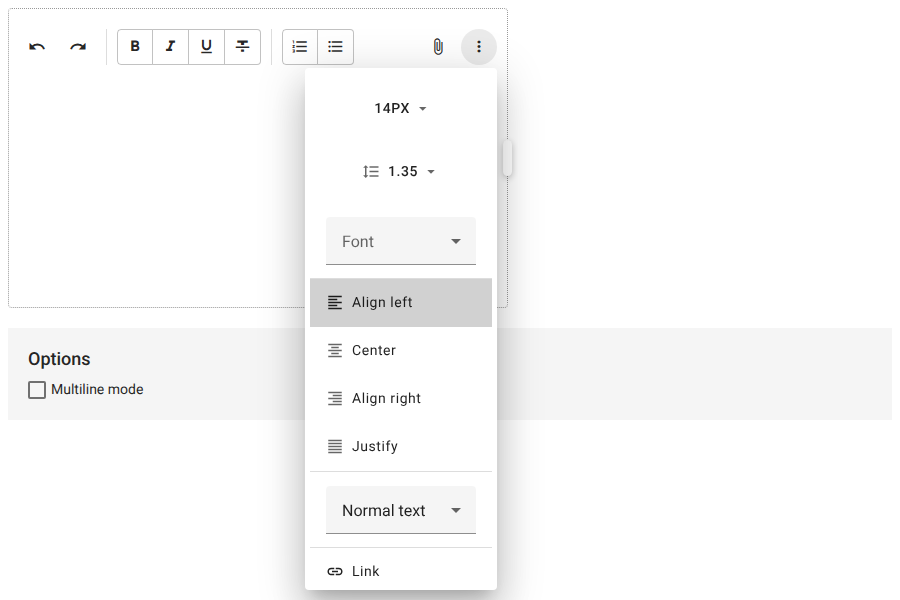 B I U S
14PX
1.35
Font
Align left
Center
Align right
Justify
Normal text
Link
Options
Multiline mode